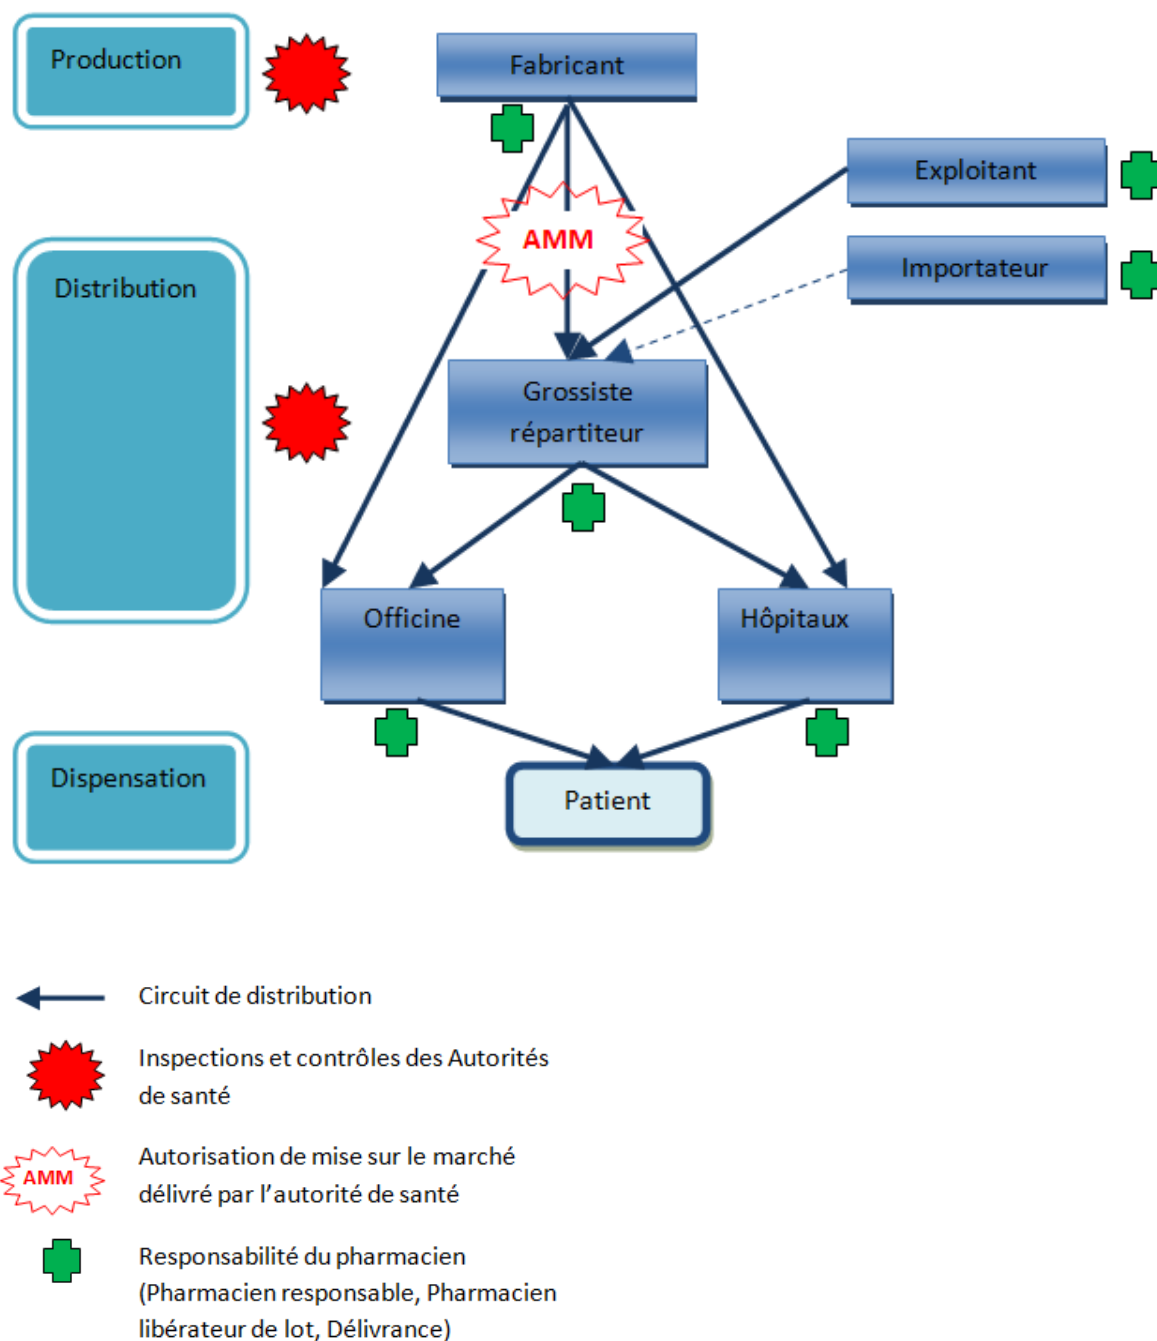 Production
Fabricant
Exploitant
AMM
Importateur
Distribution
Grossiste
répartiteur
Officine
Hôpitaux
Dispensation
Patient
Circuit de distribution
Inspections et contrôles des Autorités
de santé
AMM
Autorisation de mise sur le marché
délivré par l’autorité de santé
Responsabilité du pharmacien
(Pharmacien responsable, Pharmacien
libérateur de lot, Délivrance)